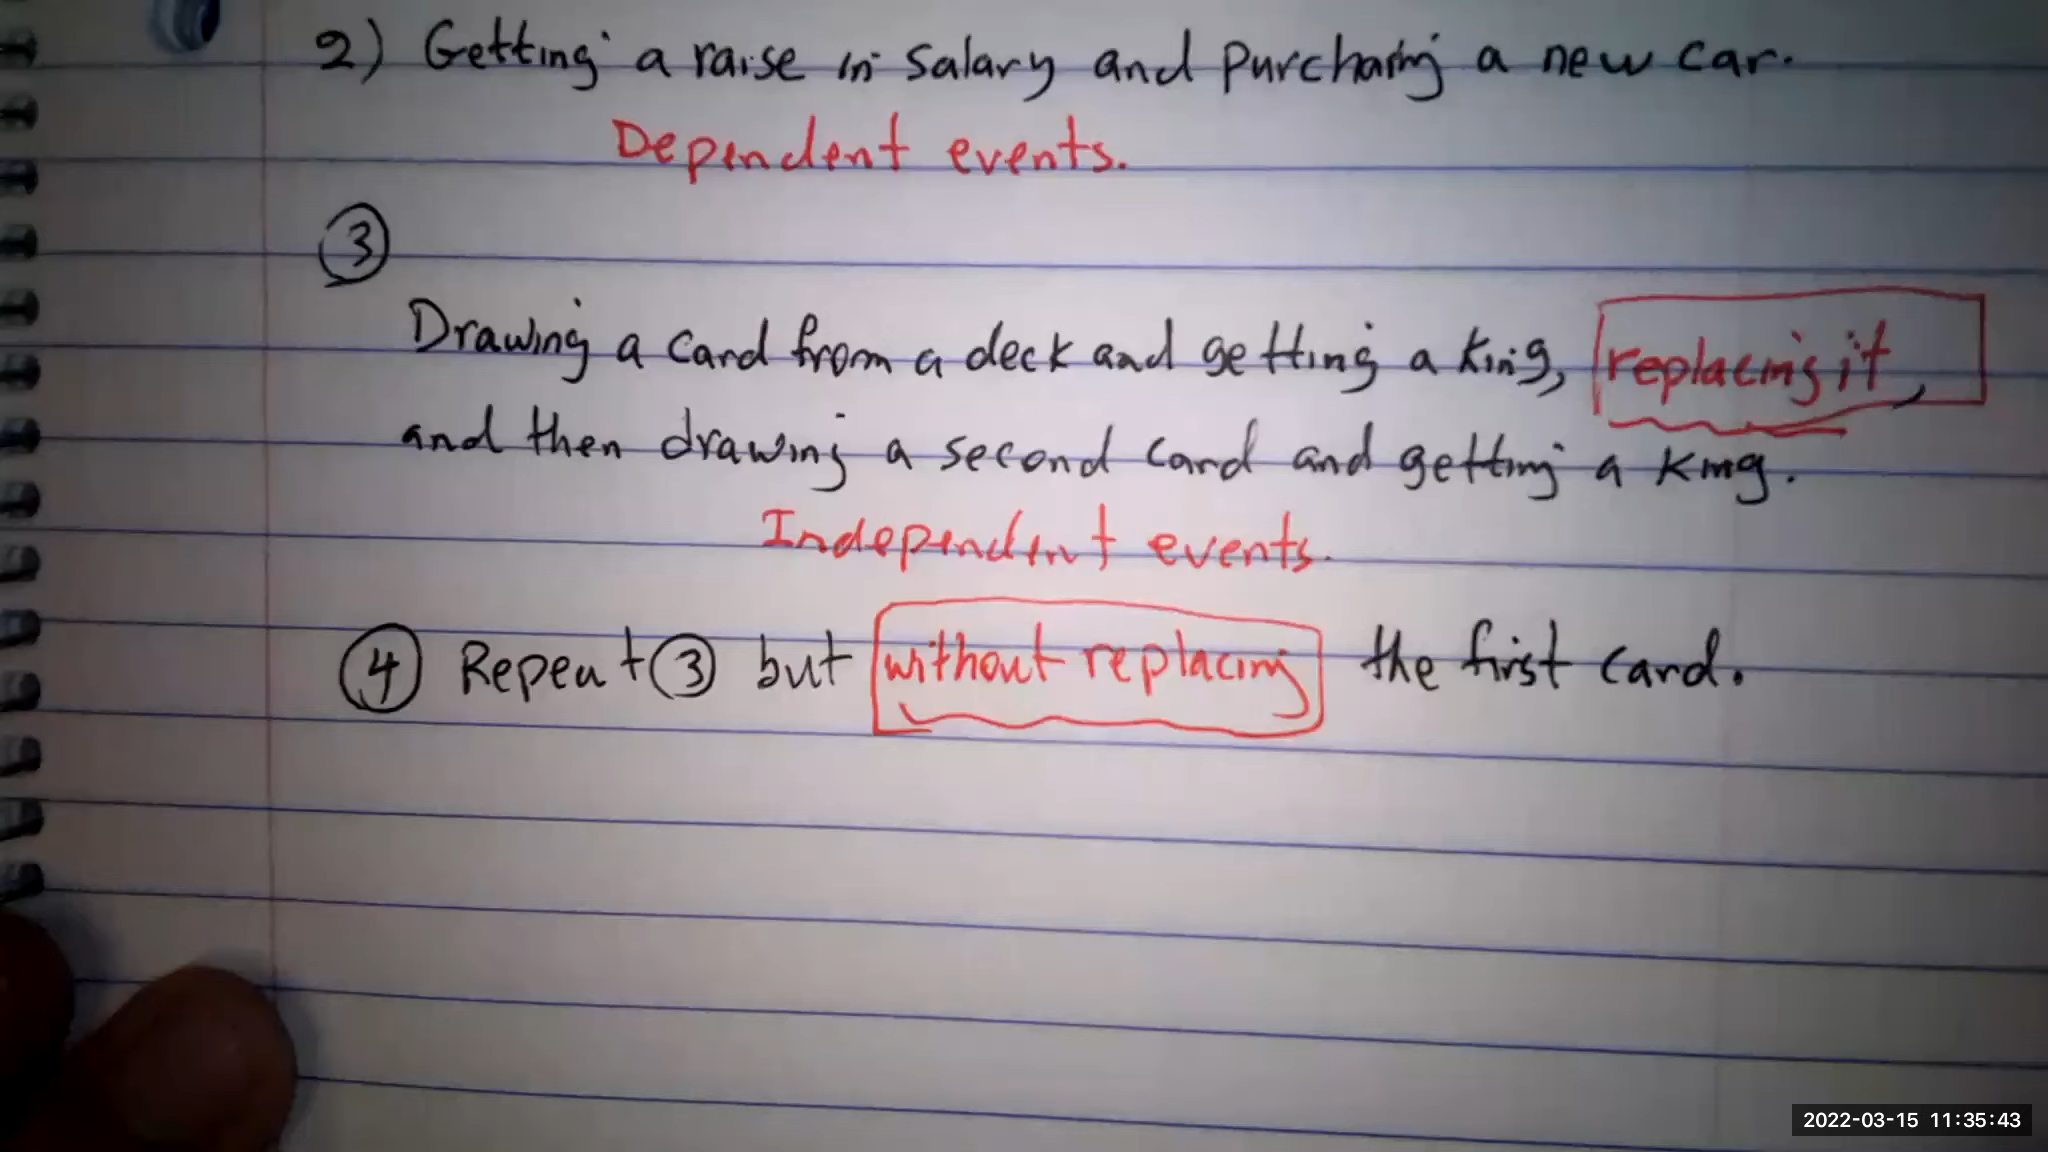 2) Getting a raise in salary and purchasing a new car.
Dependent events.
③
Drawing a card from a deck and getting a king, replacing it,
and then drawing a second card and getting a king.
Independent events.
④ Repeat ③ but without replacing the first card.
2022-03-15 11:35:43